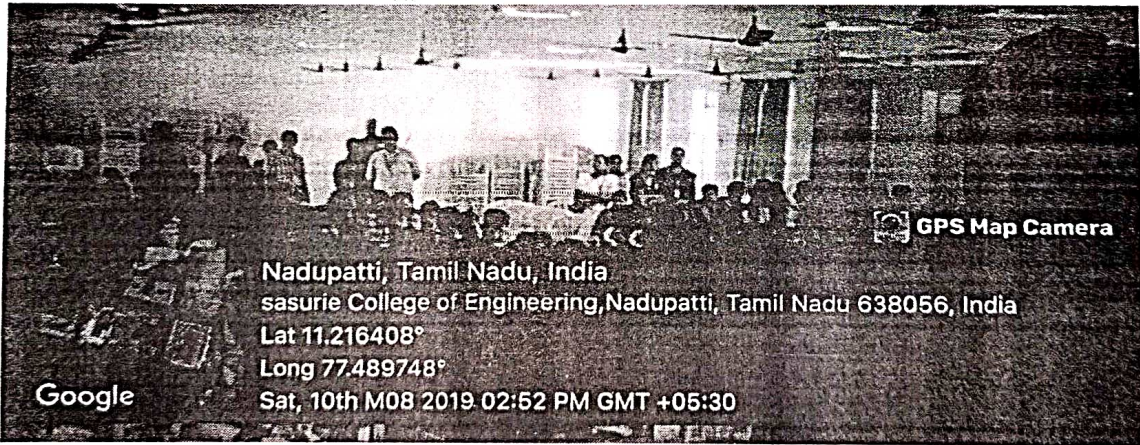 GPS Map Camera
Nadupatti, Tamil Nadu, India
sasurie College of Engineering,Nadupatti, Tamil Nadu 638056, India
Lat 11.216408°
Long 77.489748°
Google
Sat, 10th M08 2019 02:52 PM GMT +05:30